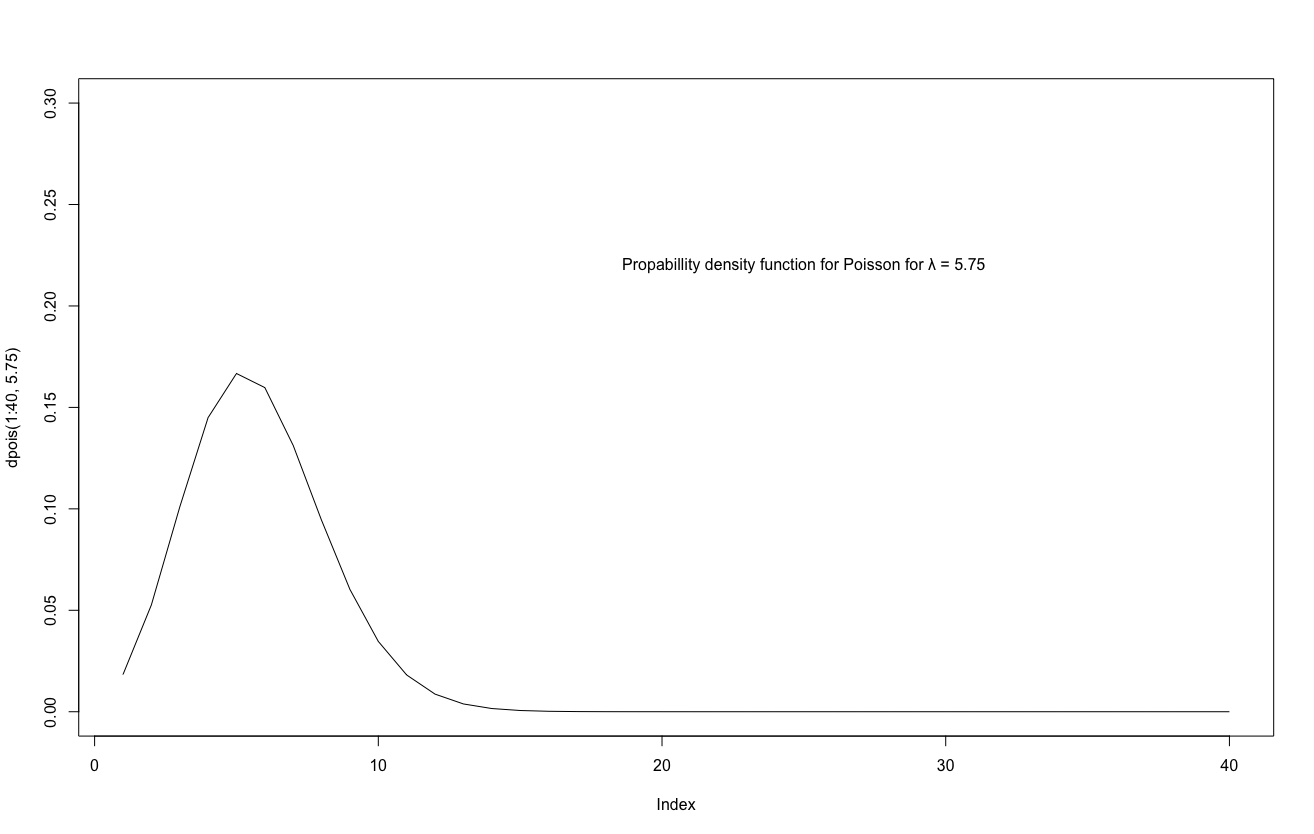 0.30
0.25
Propabillity density function for Poisson for λ = 5.75
0.20
dpois(1:40, 5.75)
0.15
0.10
0.05
0.00
0 10 20 30 40
Index